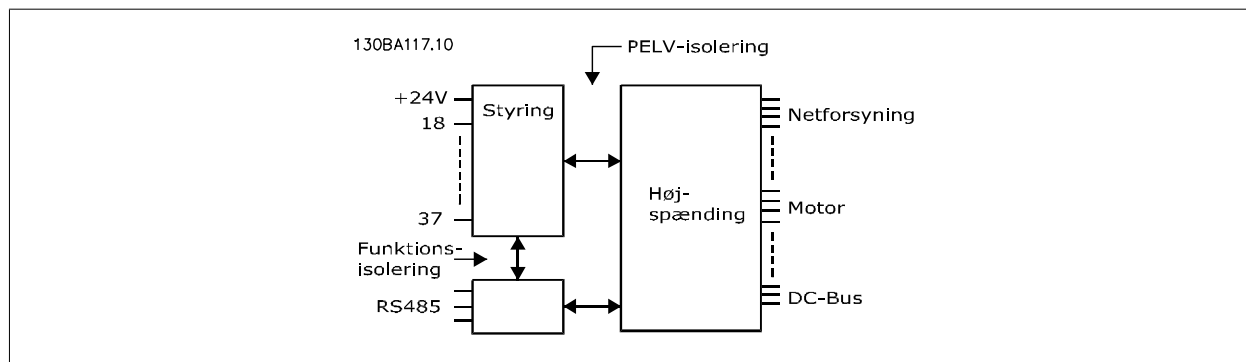 130BA117.10
PELV-isolering
+24V
Styring
18
37
Funktions-
isolering
RS485
Høj-
spænding
Netforsyning
Motor
DC-Bus